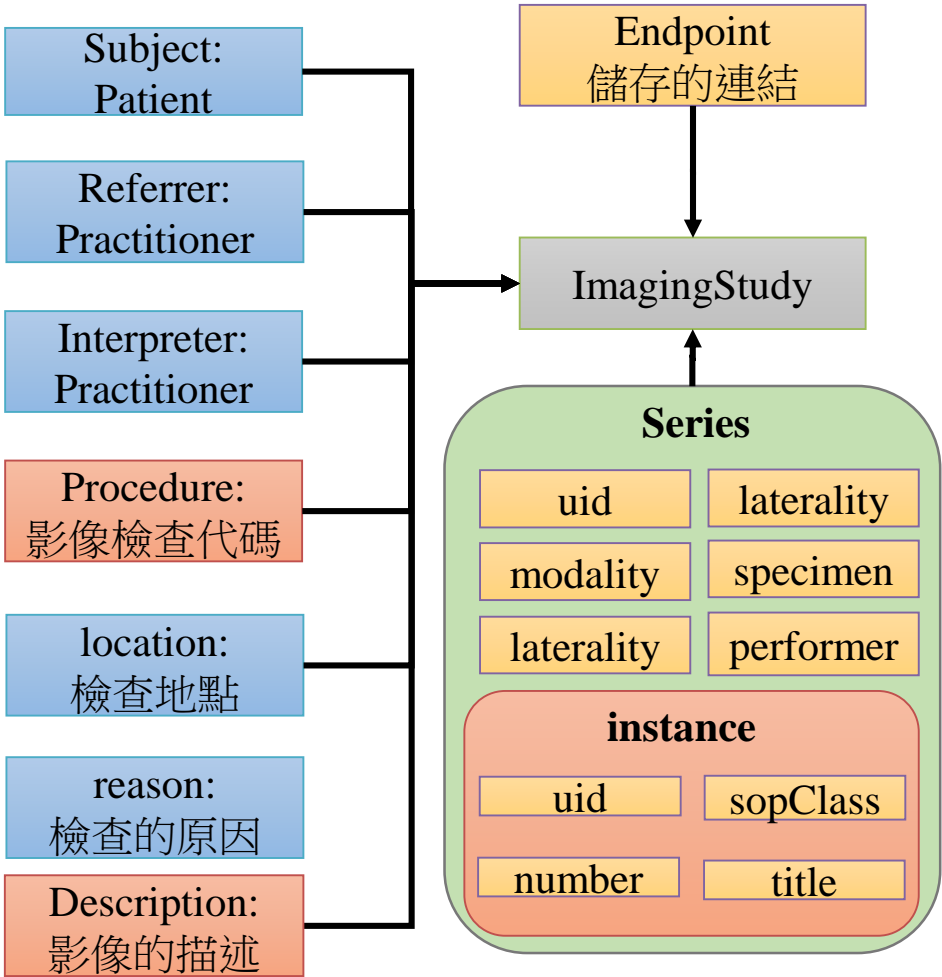 Subject:
Patient
Referrer:
Practitioner
Interpreter:
Practitioner
Procedure:
影像檢查代碼
location:
檢查地點
reason:
檢查的原因
Description:
影像的描述
Endpoint
儲存的連結
ImagingStudy
Series
uid
laterality
modality
specimen
laterality
performer
instance
uid
sopClass
number
title